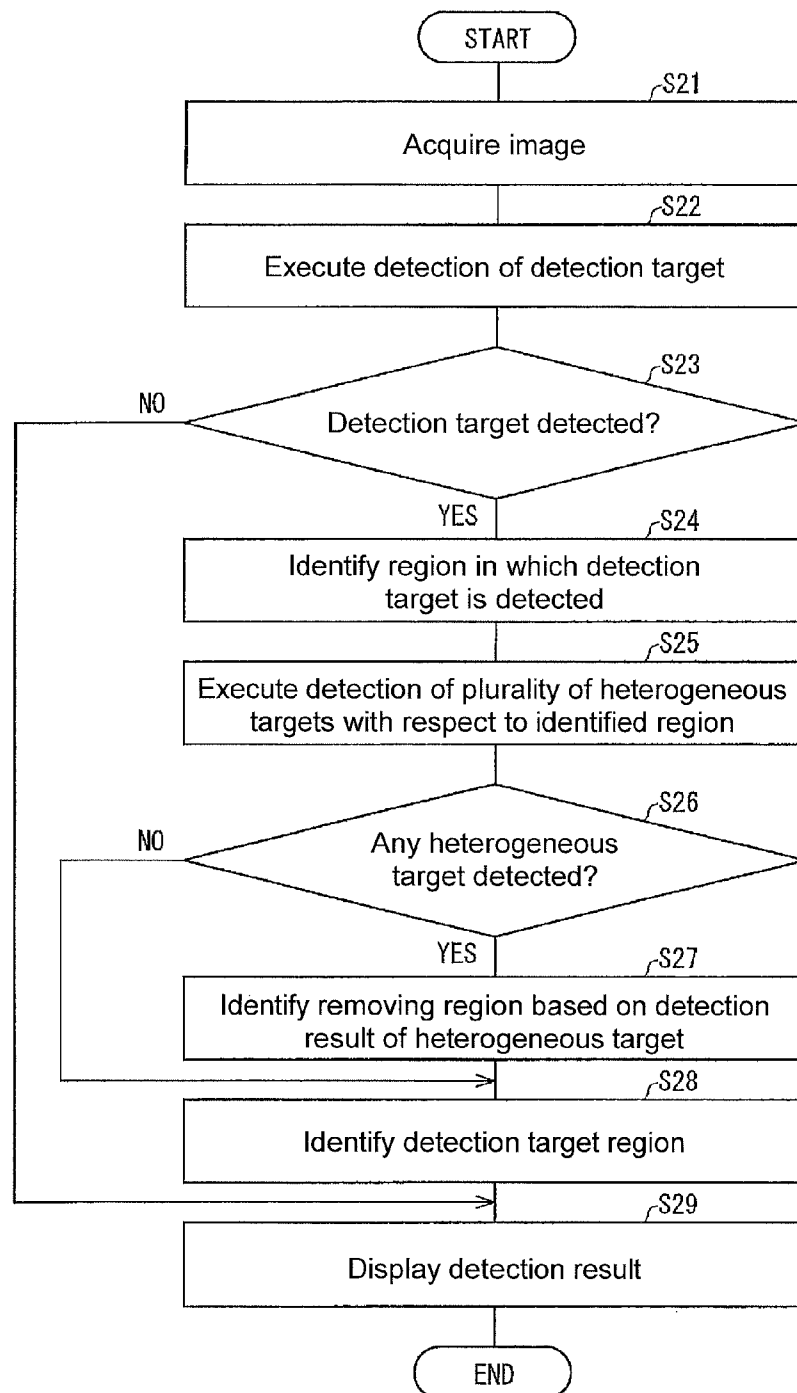 START
S21
Acquire image
S22
Execute detection of detection target
S23
NO
Detection target detected?
YES
S24
Identify region in which detection
target is detected
S25
Execute detection of plurality of heterogeneous
targets with respect to identified region
S26
NO
Any heterogeneous
target detected?
YES
S27
Identify removing region based on detection
result of heterogeneous target
S28
Identify detection target region
S29
Display detection result
END